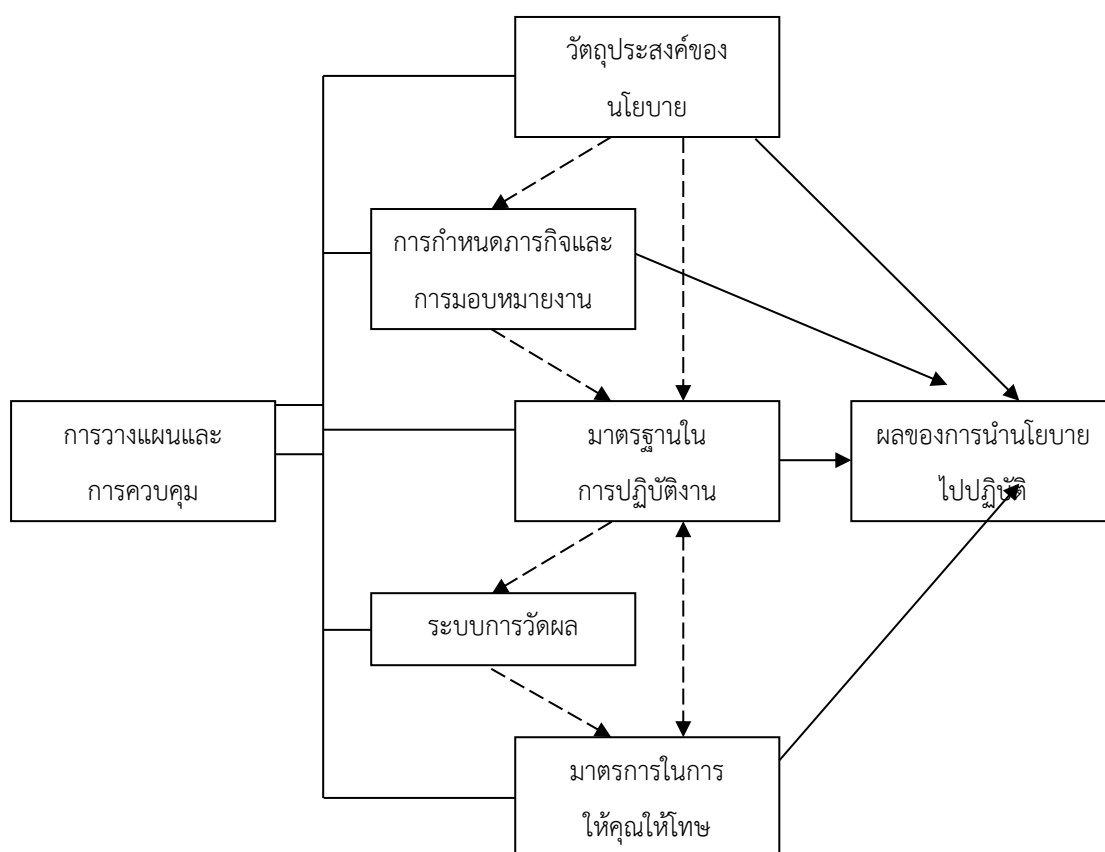 วัตถุประสงค์ของ
นโยบาย
การกำหนดภารกิจและ
การมอบหมายงาน
การวางแผนและ
การควบคุม
มาตรฐานใน
การปฏิบัติงาน
ผลของการนำนโยบาย
ไปปฏิบัติ
ระบบการวัดผล
มาตรการในการ
ให้คุณให้โทษ